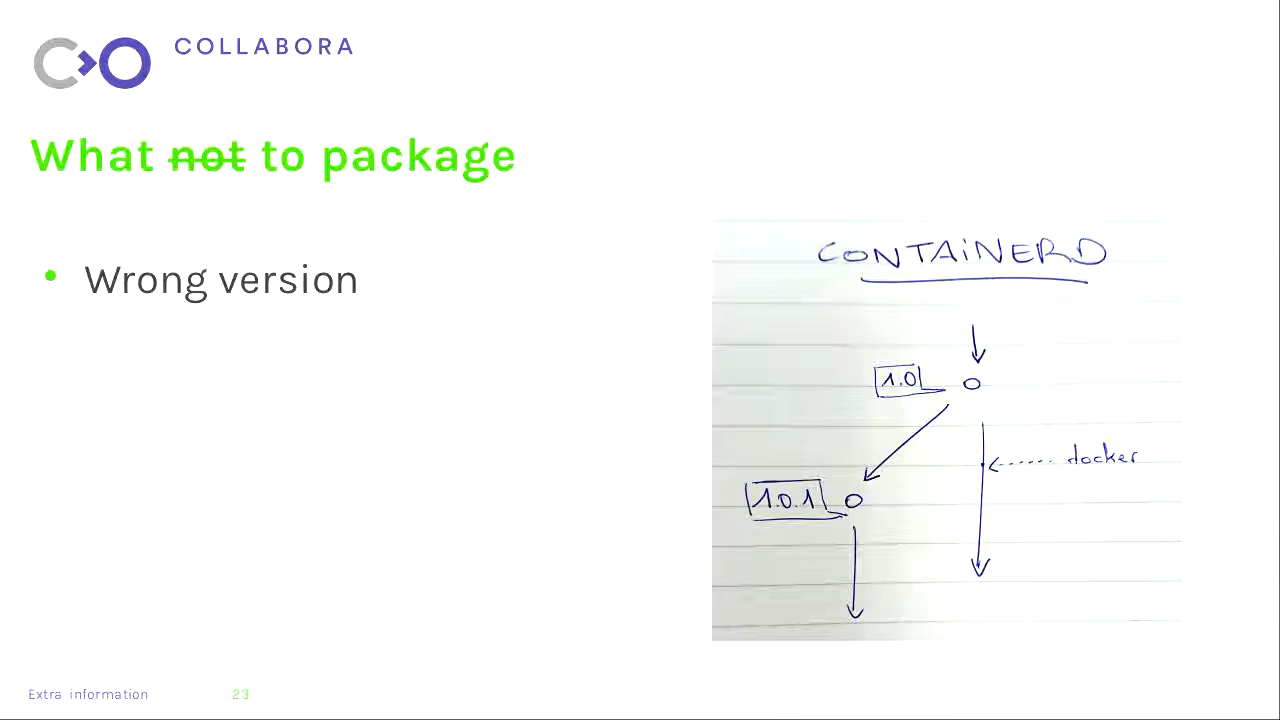 COLLABORA
What not to package
• Wrong version
CONTAiNERD
1.0
docker
1.0.1
Extra information 23